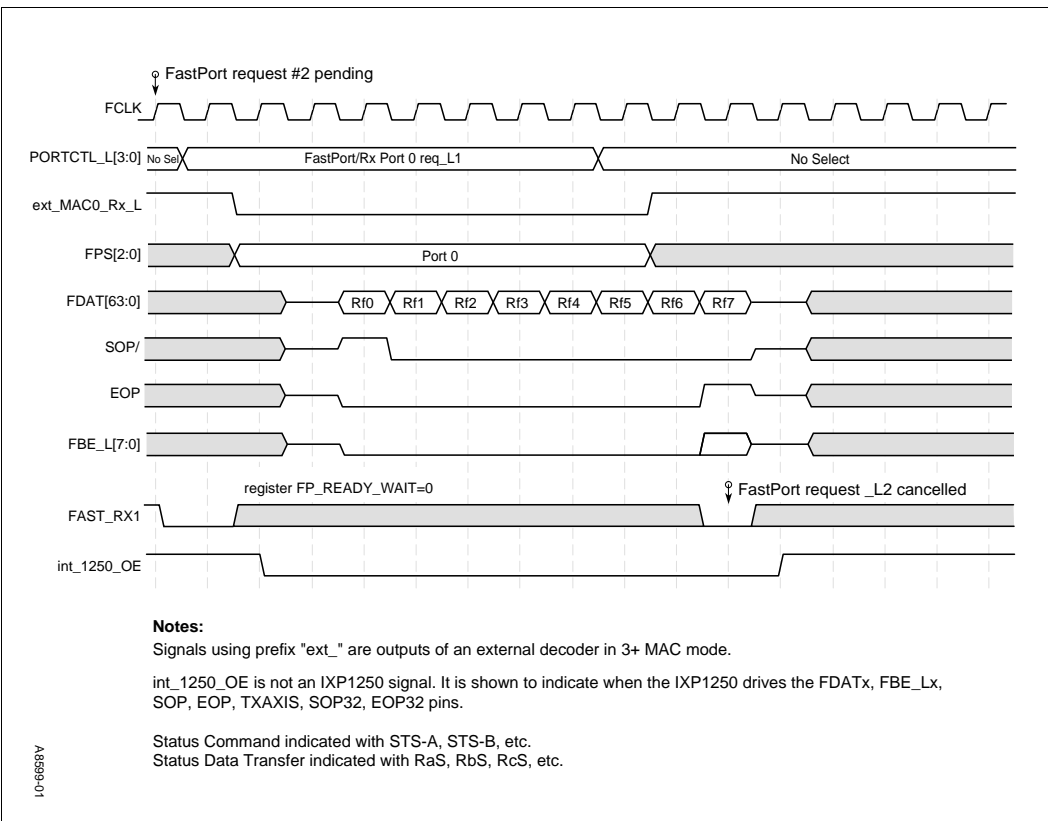 FastPort request #2 pending
FCLK
PORTCTL_L[3:0] No Sel FastPort/Rx Port 0 req_L1 No Select
ext_MAC0_Rx_L
FPS[2:0] Port 0
FDAT[63:0] Rf0 Rf1 Rf2 Rf3 Rf4 Rf5 Rf6 Rf7
SOP/
EOP
FBE_L[7:0]
register FP_READY_WAIT=0 FastPort request _L2 cancelled
FAST_RX1
int_1250_OE
Notes:
Signals using prefix "ext_" are outputs of an external decoder in 3+ MAC mode.
int_1250_OE is not an IXP1250 signal. It is shown to indicate when the IXP1250 drives the FDATx, FBE_Lx,
SOP, EOP, TXAXIS, SOP32, EOP32 pins.
Status Command indicated with STS-A, STS-B, etc.
Status Data Transfer indicated with RaS, RbS, RcS, etc.
A8599-01